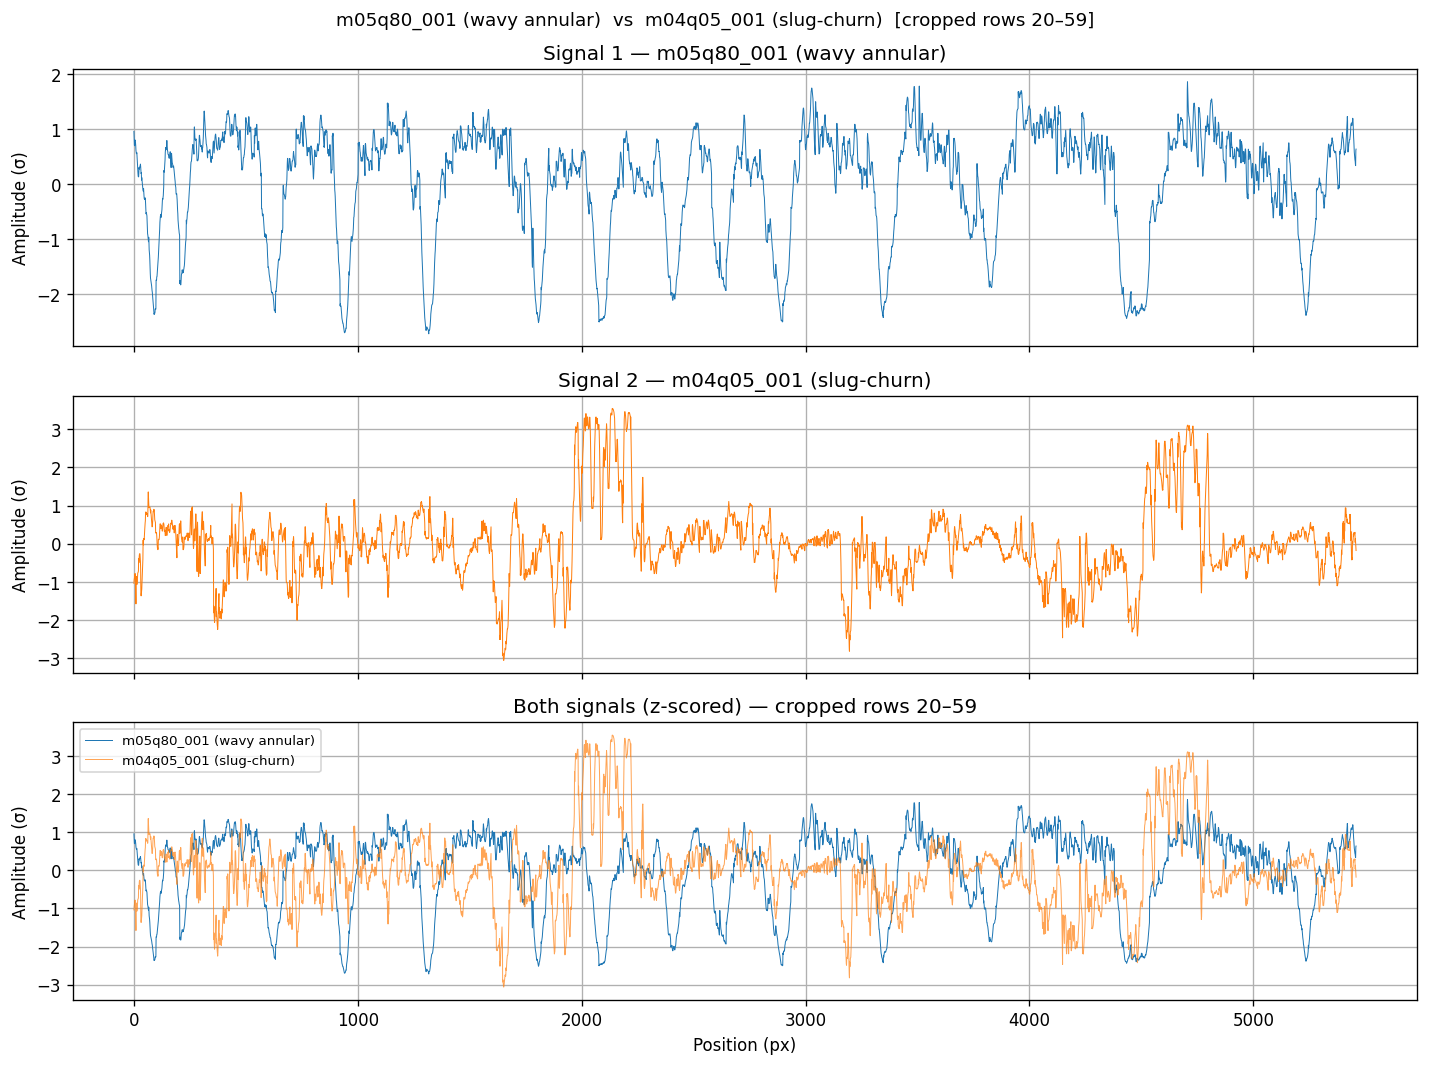 m05q80_001 (wavy annular)  vs  m04q05_001 (slug-churn)  [cropped rows 20–59]
Signal 1 — m05q80_001 (wavy annular)
2
1
0
−1
−2
Amplitude (σ)
Signal 2 — m04q05_001 (slug-churn)
3
2
1
0
−1
−2
−3
Amplitude (σ)
Both signals (z-scored) — cropped rows 20–59
m05q80_001 (wavy annular)
m04q05_001 (slug-churn)
3
2
1
0
−1
−2
−3
Amplitude (σ)
0 1000 2000 3000 4000 5000
Position (px)